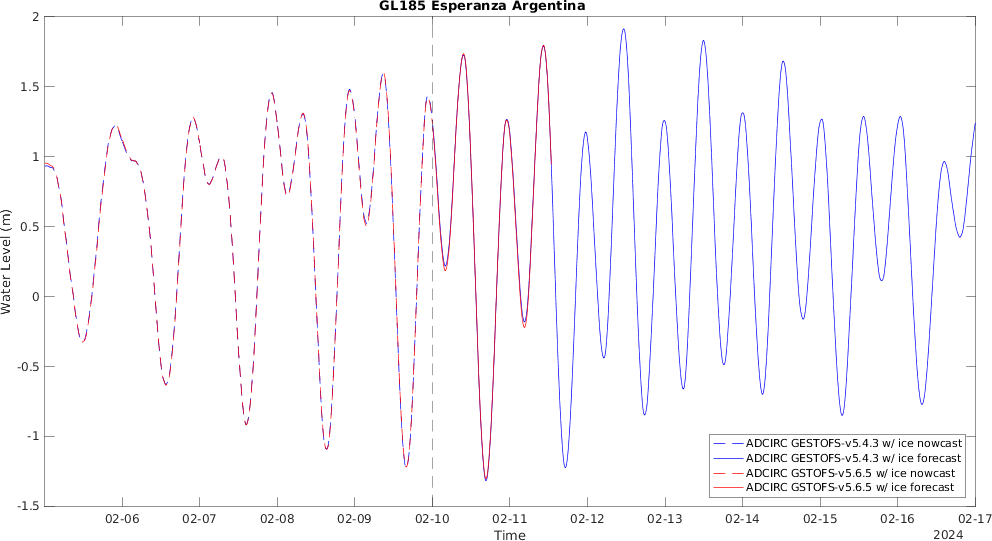 GL185 Esperanza Argentina
2
1.5
1
0.5
0
-0.5
-1
-1.5
Water Level (m)
ADCIRC GESTOFS-v5.4.3 w/ ice nowcast
ADCIRC GESTOFS-v5.4.3 w/ ice forecast
ADCIRC GSTOFS-v5.6.5 w/ ice nowcast
ADCIRC GSTOFS-v5.6.5 w/ ice forecast
02-06 02-07 02-08 02-09 02-10 02-11 02-12 02-13 02-14 02-15 02-16 02-17
Time
2024